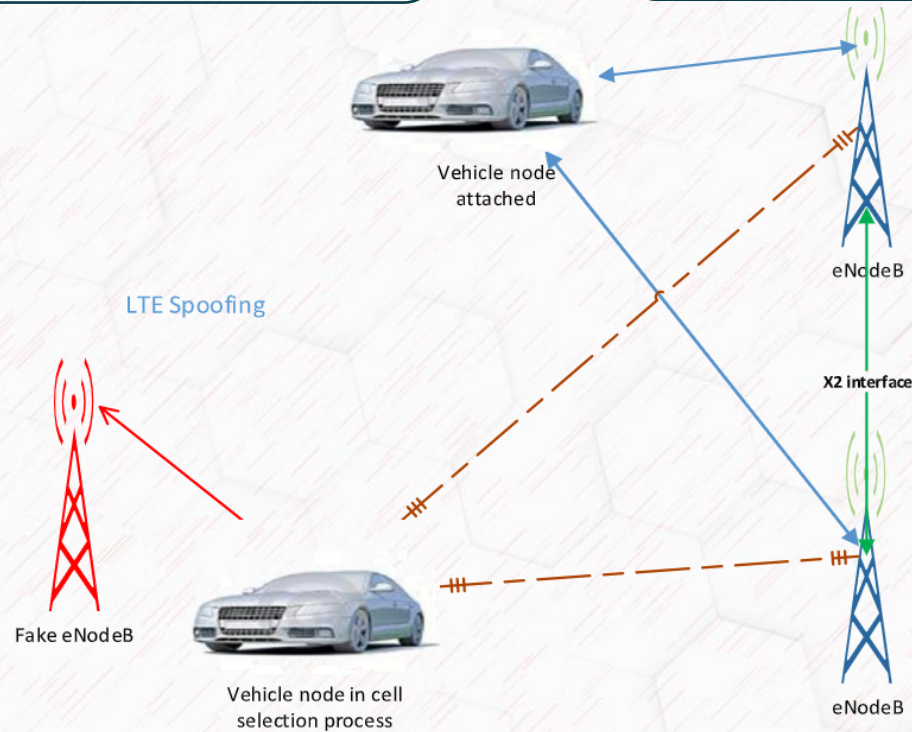 Vehicle node
attached
eNodeB
LTE Spoofing
X2 interface
Fake eNodeB
Vehicle node in cell
selection process
eNodeB